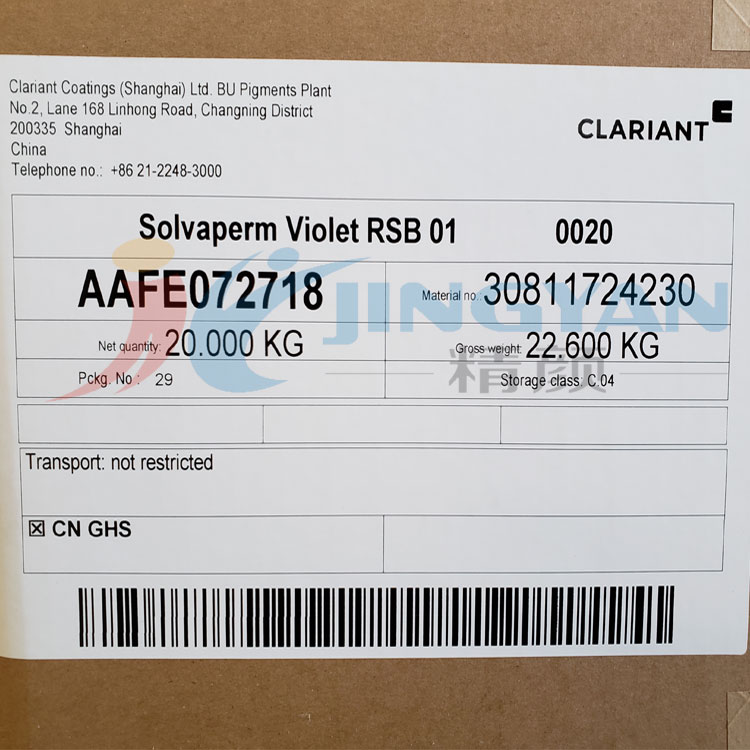 Clariant Coatings (Shanghai) Ltd. BU Pigments Plant
No.2, Lane 168 Linhong Road, Changning District
200335 Shanghai
China
Telephone no.: +86 21-2248-3000
CLARIANT
Solvaperm Violet RSB 01 0020
AAFE072718 Material no.: 30811724230
JINGYAN
精颜
Net quantity: 20.000 KG Gross weight: 22.600 KG
Pckg. No : 29 Storage class: C.04
Transport: not restricted
CN GHS